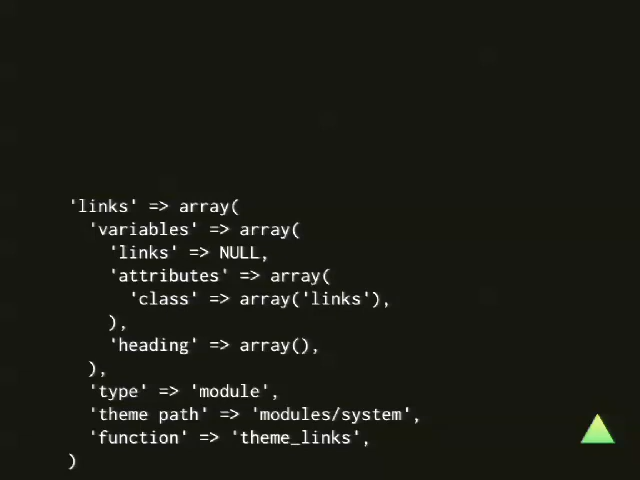 'links' => array(
  'variables' => array(
    'links' => NULL,
    'attributes' => array(
      'class' => array('links'),
    ),
    'heading' => array(),
  ),
  'type' => 'module',
  'theme path' => 'modules/system',
  'function' => 'theme_links',
)